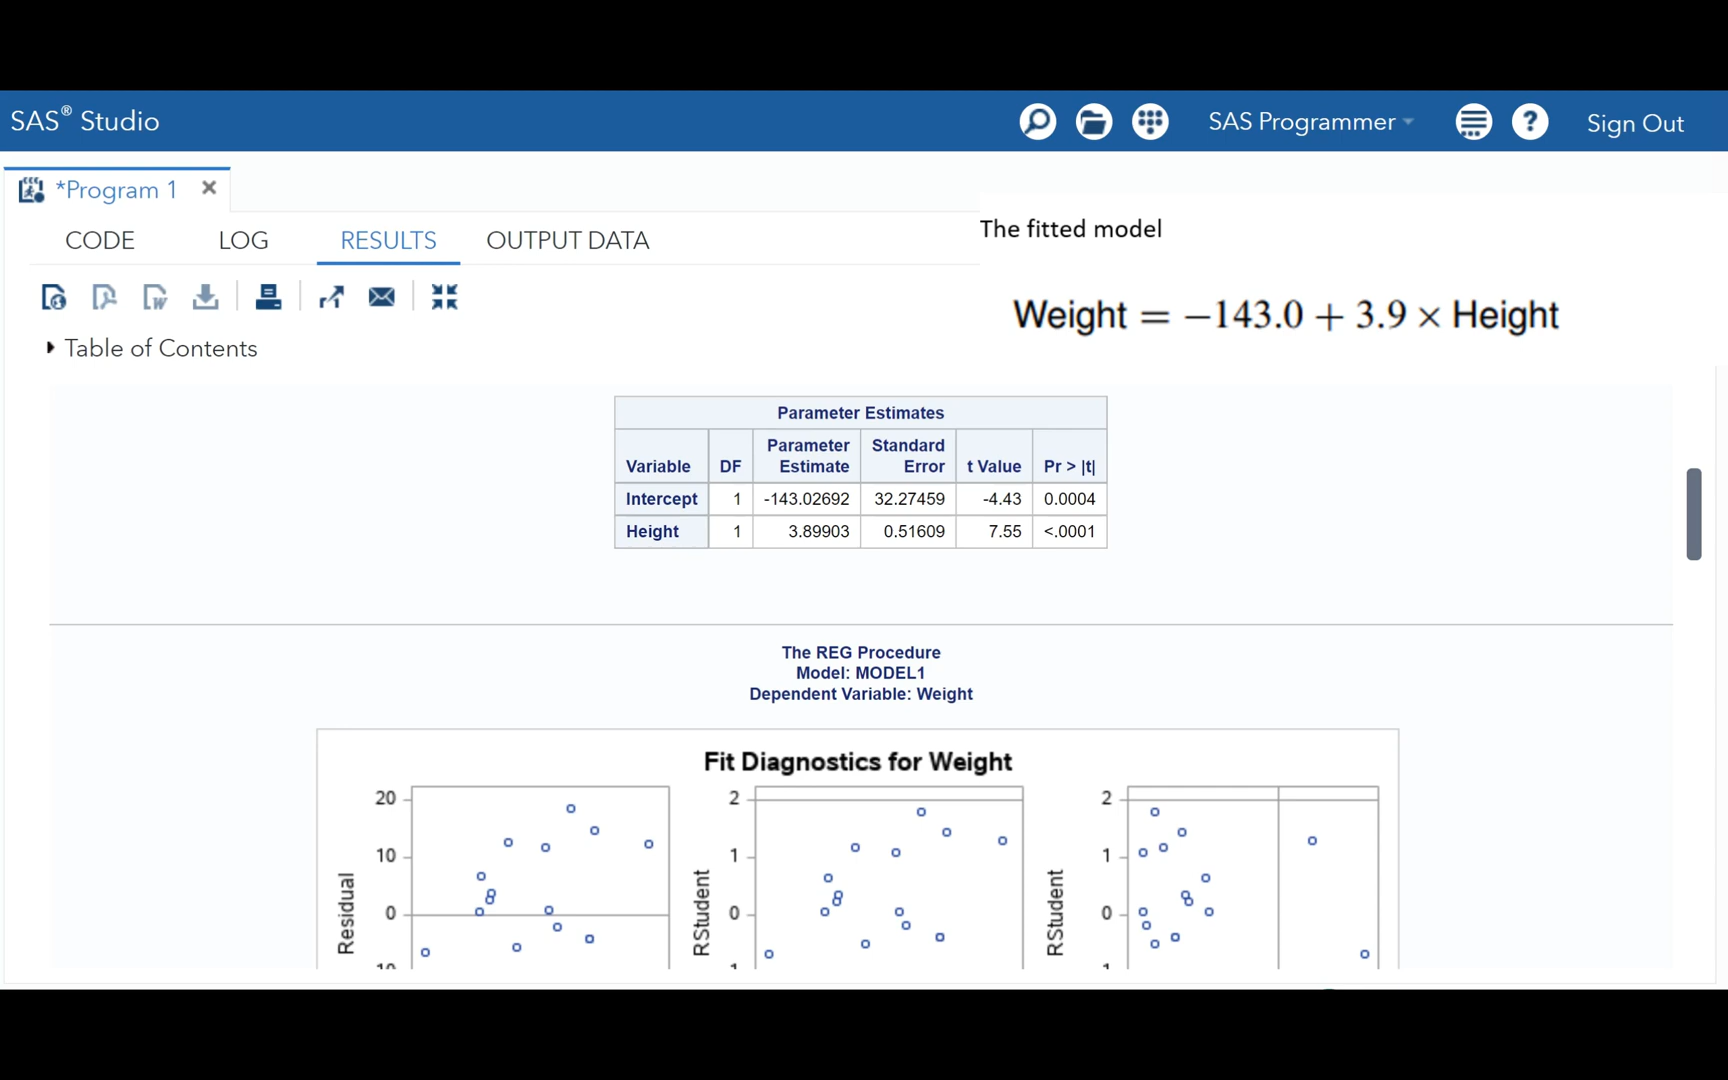 SAS® Studio
SAS Programmer
?
Sign Out
*Program 1
CODE
LOG
RESULTS
OUTPUT DATA
The fitted model
Weight = −143.0 + 3.9 × Height
Table of Contents
Parameter Estimates
Variable DF Parameter Estimate Standard Error t Value Pr > |t|
Intercept 1 -143.02692 32.27459 -4.43 0.0004
Height 1 3.89903 0.51609 7.55 <.0001
The REG Procedure
Model: MODEL1
Dependent Variable: Weight
Fit Diagnostics for Weight
20
10
0
Residual
2
1
0
RStudent
2
1
0
RStudent